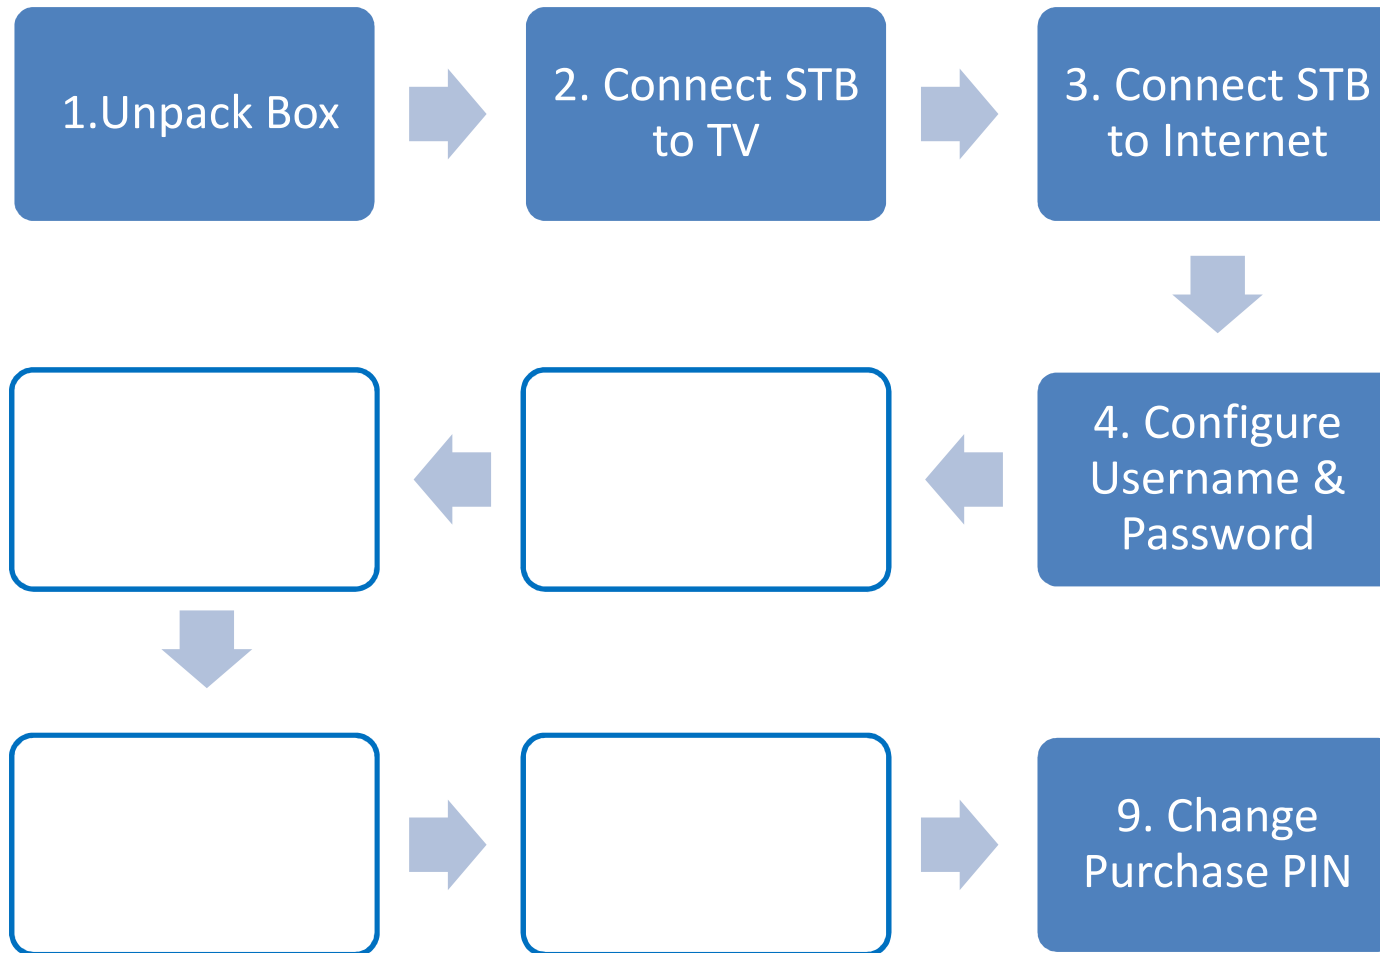 1.Unpack Box
2. Connect STB
to TV
3. Connect STB
to Internet
4. Configure
Username &
Password
9. Change
Purchase PIN